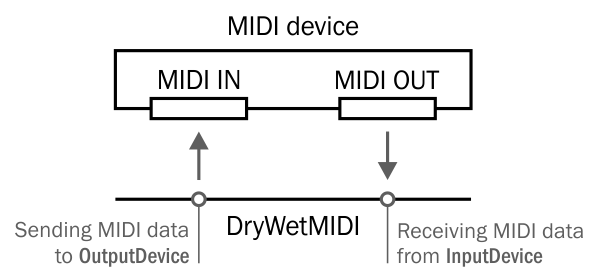 MIDI device
MIDI IN
MIDI OUT
DryWetMIDI
Sending MIDI data
to OutputDevice
Receiving MIDI data
from InputDevice